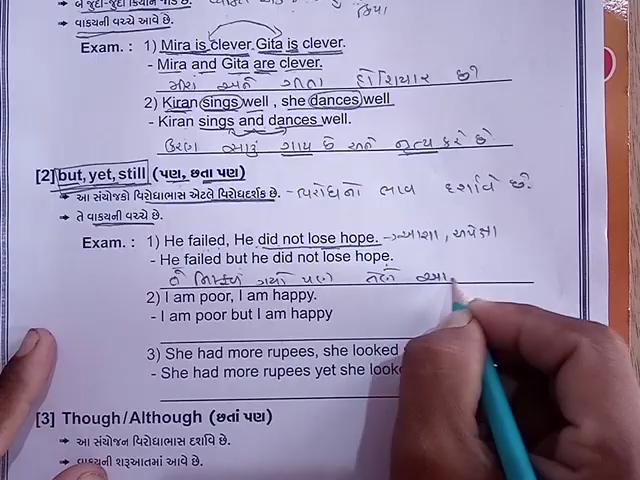 બે જુદી-જુદી ક્રિયાને જોડે છે.
ક્રિયા
→ વાક્યની વચ્ચે આવે છે.
Exam. : 1) Mira is clever. Gita is clever.
- Mira and Gita are clever.
મીરાં અને ગીતા હોશિયાર છે.
2) Kiran sings well , she dances well
- Kiran sings and dances well.
કિરણ સારું ગાય છે અને નૃત્ય કરે છે
[2] but, yet, still (પણ, છતા પણ)
→ આ સંયોજકો વિરોધાભાસ એટલે વિરોધદર્શક છે. - વિરોધનો ભાવ દર્શાવે છે.
→ તે વાક્યની વચ્ચે છે.
Exam. : 1) He failed, He did not lose hope. → આશા, અપેક્ષા
- He failed but he did not lose hope.
તે નિષ્ફળ ગયો પણ તેણે આ
2) I am poor, I am happy.
- I am poor but I am happy
3) She had more rupees, she looked
- She had more rupees yet she look
[3] Though/Although (છતાં પણ)
→ આ સંયોજન વિરોધાભાસ દર્શાવે છે.
→ વાક્યની શરૂઆતમાં આવે છે.